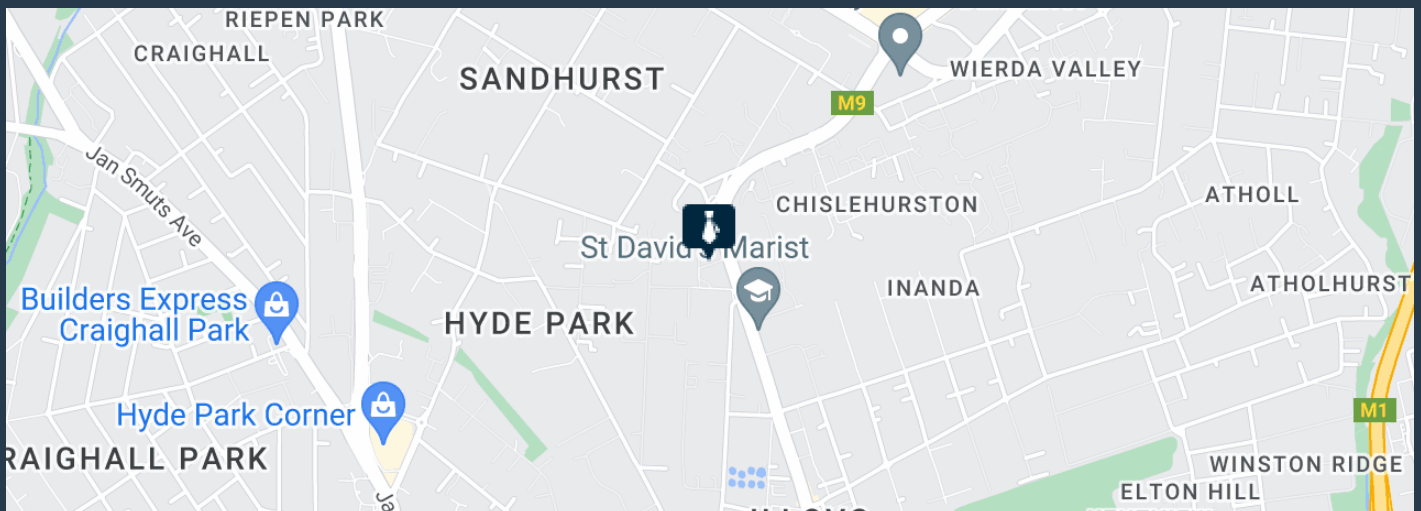 RIEPEN PARK
CRAIGHALL
SANDHURST
WIERDA VALLEY
M9
Jan Smuts Ave
CHISLEHURSTON
ATHOLL
St David's Marist
INANDA
ATHOLHURST
Builders Express
Craighall Park
HYDE PARK
Hyde Park Corner
M1
RAIGHALL PARK
WINSTON RIDGE
ELTON HILL
Ja